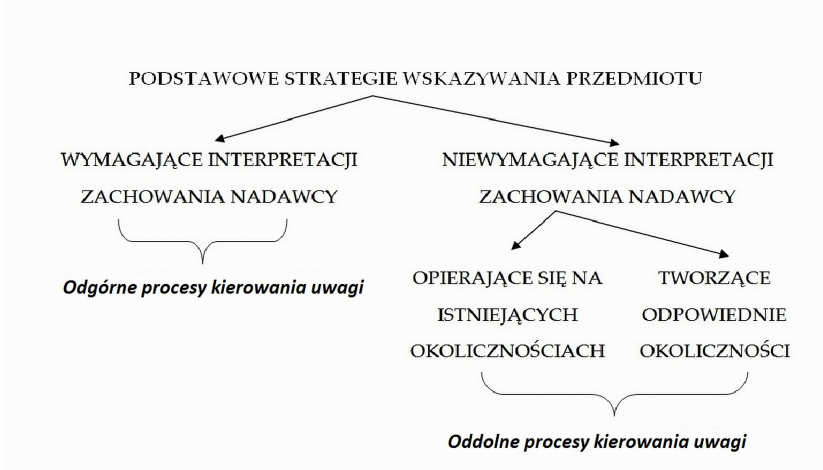 PODSTAWOWE STRATEGIE WSKAZYWANIA PRZEDMIOTU
WYMAGAJĄCE INTERPRETACJI
ZACHOWANIA NADAWCY
Odgórne procesy kierowania uwagi
NIEWYMAGAJĄCE INTERPRETACJI
ZACHOWANIA NADAWCY
OPIERAJĄCE SIĘ NA
ISTNIEJĄCYCH
OKOLICZNOŚCIACH
TWORZĄCE
ODPOWIEDNIE
OKOLICZNOŚCI
Oddolne procesy kierowania uwagi